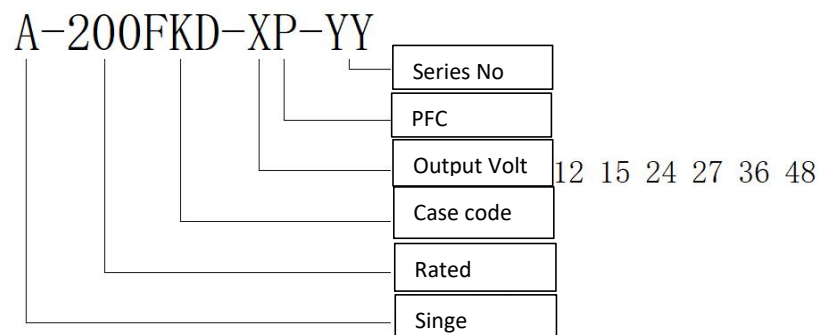 A-200FKD-XP-YY
Series No
PFC
Output Volt 12 15 24 27 36 48
Case code
Rated
Singe